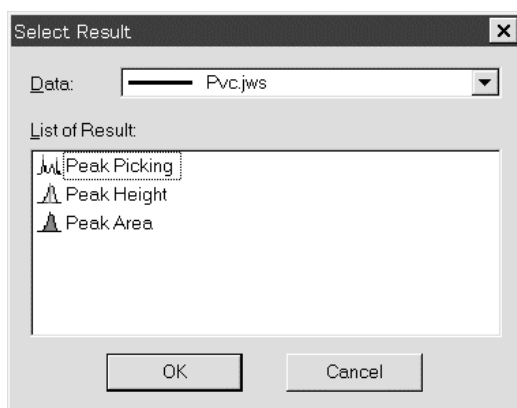 Select Result
Data: Pvc.jws
List of Result:
Peak Picking
Peak Height
Peak Area
OK Cancel